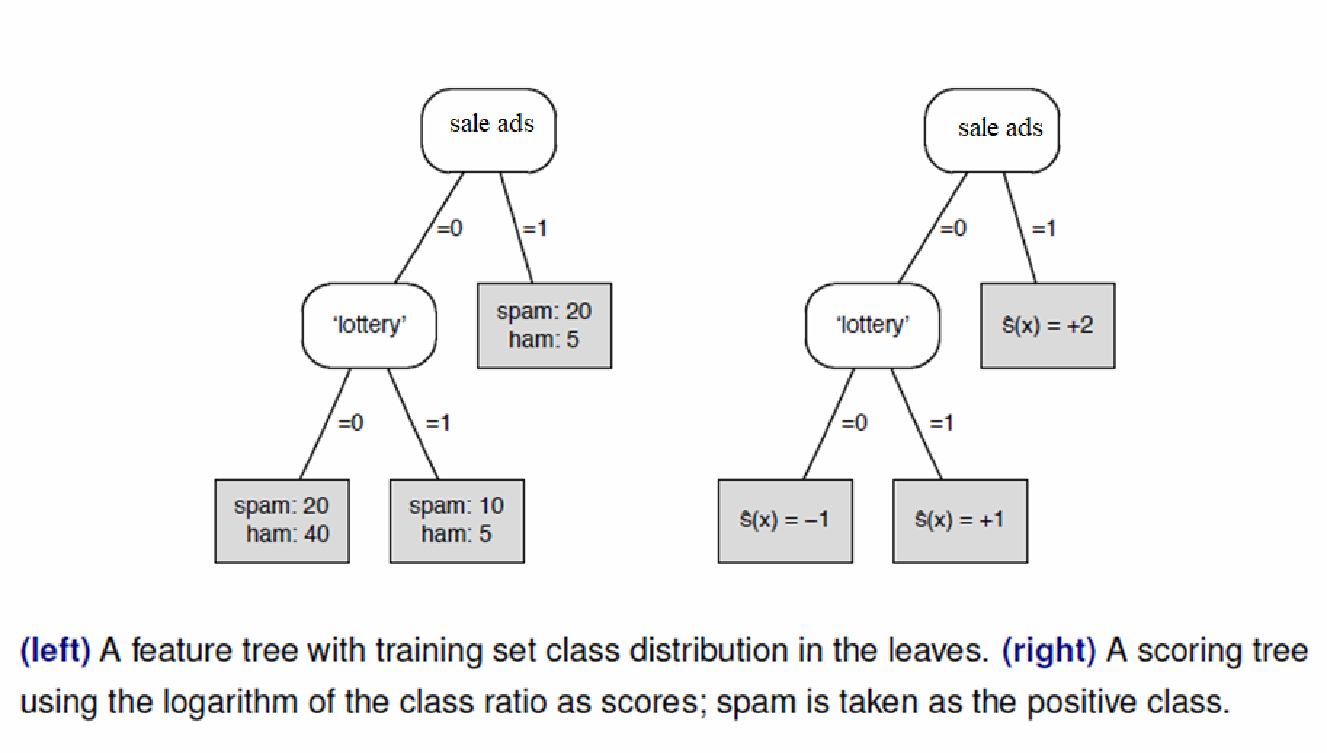 sale ads
=0
=1
'lottery'
spam: 20
ham: 5
=0
=1
spam: 20
ham: 40
spam: 10
ham: 5
sale ads
=0
=1
'lottery'
ŝ(x) = +2
=0
=1
ŝ(x) = −1
ŝ(x) = +1
(left) A feature tree with training set class distribution in the leaves. (right) A scoring tree
using the logarithm of the class ratio as scores; spam is taken as the positive class.